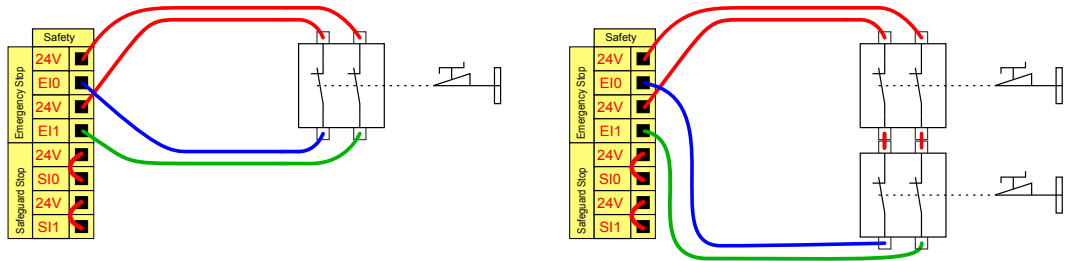 Safety
Emergency Stop
24V
EI0
24V
EI1
Safeguard Stop
24V
SI0
24V
SI1
Safety
Emergency Stop
24V
EI0
24V
EI1
Safeguard Stop
24V
SI0
24V
SI1